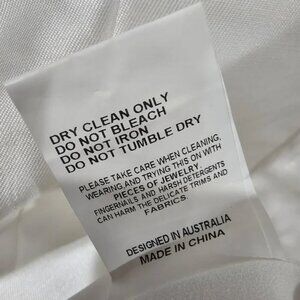 DRY CLEAN ONLY
DO NOT BLEACH
DO NOT IRON
DO NOT TUMBLE DRY
PLEASE TAKE CARE WHEN CLEANING,
WEARING,AND TRYING THIS ON WITH
PIECES OF JEWELRY.
FINGERNAILS AND HARSH DETERGENTS
CAN HARM THE DELICATE TRIMS AND
FABRICS.
DESIGNED IN AUSTRALIA
MADE IN CHINA